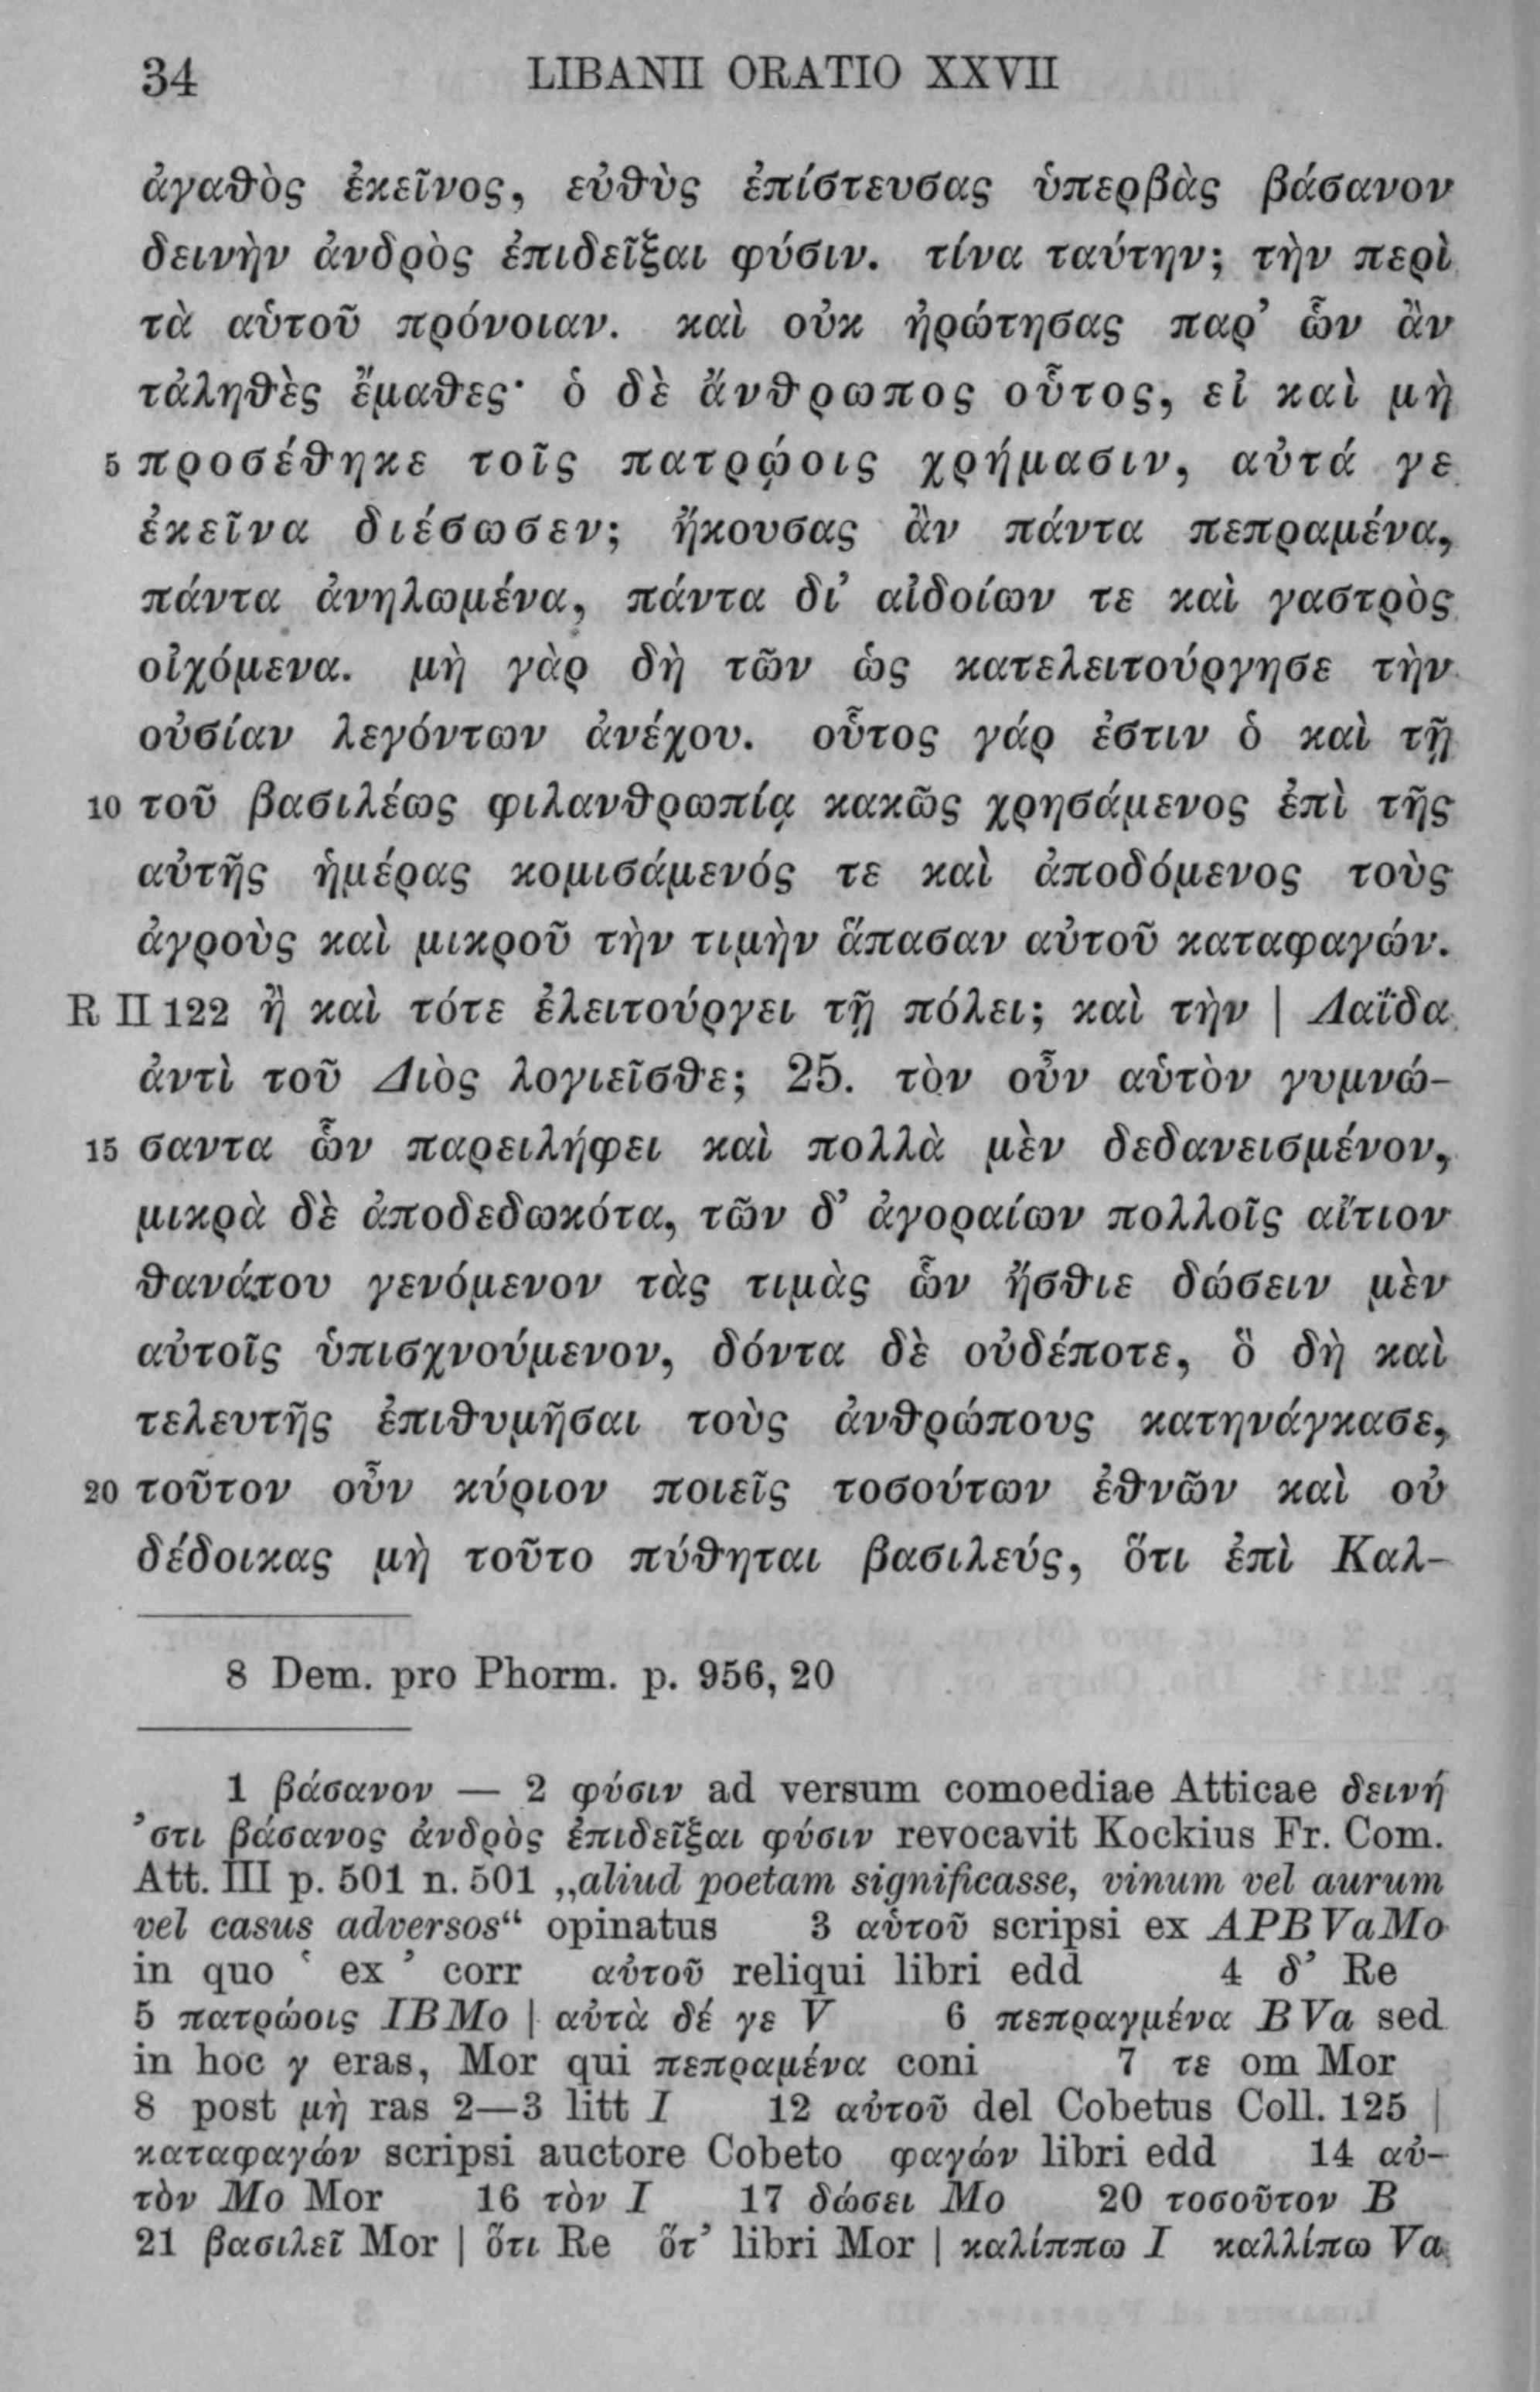 34 LIBANII ORATIO XXVII
ἀγαθὸς ἐκεῖνος, εὐθὺς ἐπίστευσας ὑπερβὰς βάσανον
δεινὴν ἀνδρὸς ἐπιδεῖξαι φύσιν. τίνα ταύτην; τὴν περὶ
τὰ αὑτοῦ πρόνοιαν. καὶ οὐκ ἠρώτησας παρ’ ὧν ἂν
τἀληθὲς ἔμαθες· ὁ δὲ ἄνθρωπος οὗτος, εἰ καὶ μὴ
5 προσέθηκε τοῖς πατρῴοις χρήμασιν, αὐτά γε
ἐκεῖνα διέσωσεν; ἤκουσας ἂν πάντα πεπραμένα,
πάντα ἀνηλωμένα, πάντα δι’ αἰδοίων τε καὶ γαστρὸς
οἰχόμενα. μὴ γὰρ δὴ τῶν ὡς κατελειτούργησε τὴν
οὐσίαν λεγόντων ἀνέχου. οὗτος γάρ ἐστιν ὁ καὶ τῇ
10 τοῦ βασιλέως φιλανθρωπίᾳ κακῶς χρησάμενος ἐπὶ τῆς
αὐτῆς ἡμέρας κομισάμενός τε καὶ ἀποδόμενος τοὺς
ἀγροὺς καὶ μικροῦ τὴν τιμὴν ἅπασαν αὐτοῦ καταφαγών.
R II 122 ἢ καὶ τότε ἐλειτούργει τῇ πόλει; καὶ τὴν | Λαΐδα
ἀντὶ τοῦ Διὸς λογιεῖσθε; 25. τὸν οὖν αὑτὸν γυμνώ-
15 σαντα ὧν παρειλήφει καὶ πολλὰ μὲν δεδανεισμένον,
μικρὰ δὲ ἀποδεδωκότα, τῶν δ’ ἀγοραίων πολλοῖς αἴτιον
θανάτου γενόμενον τὰς τιμὰς ὧν ἤσθιε δώσειν μὲν
αὐτοῖς ὑπισχνούμενον, δόντα δὲ οὐδέποτε, ὃ δὴ καὶ
τελευτῆς ἐπιθυμῆσαι τοὺς ἀνθρώπους κατηνάγκασε,
20 τοῦτον οὖν κύριον ποιεῖς τοσούτων ἐθνῶν καὶ οὐ
δέδοικας μὴ τοῦτο πύθηται βασιλεύς, ὅτι ἐπὶ Καλ-
8 Dem. pro Phorm. p. 956, 20
1 βάσανον — 2 φύσιν ad versum comoediae Atticae δεινή
’στι βάσανος ἀνδρὸς ἐπιδεῖξαι φύσιν revocavit Kockius Fr. Com.
Att. III p. 501 n. 501 „aliud poetam significasse, vinum vel aurum
vel casus adversos“ opinatus 3 αὑτοῦ scripsi ex APBVaMo
in quo ‛ ex ’ corr αὐτοῦ reliqui libri edd 4 δ’ Re
5 πατρώοις IBMo | αὐτὰ δέ γε V 6 πεπραγμένα BVa sed
in hoc γ eras, Mor qui πεπραμένα coni 7 τε om Mor
8 post μὴ ras 2—3 litt I 12 αὐτοῦ del Cobetus Coll. 125 |
καταφαγών scripsi auctore Cobeto φαγών libri edd 14 αὐ-
τὸν Mo Mor 16 τὸν I 17 δώσει Mo 20 τοσοῦτον B
21 βασιλεῖ Mor | ὅτι Re ὅτ’ libri Mor | καλίππω I καλλίπω Va